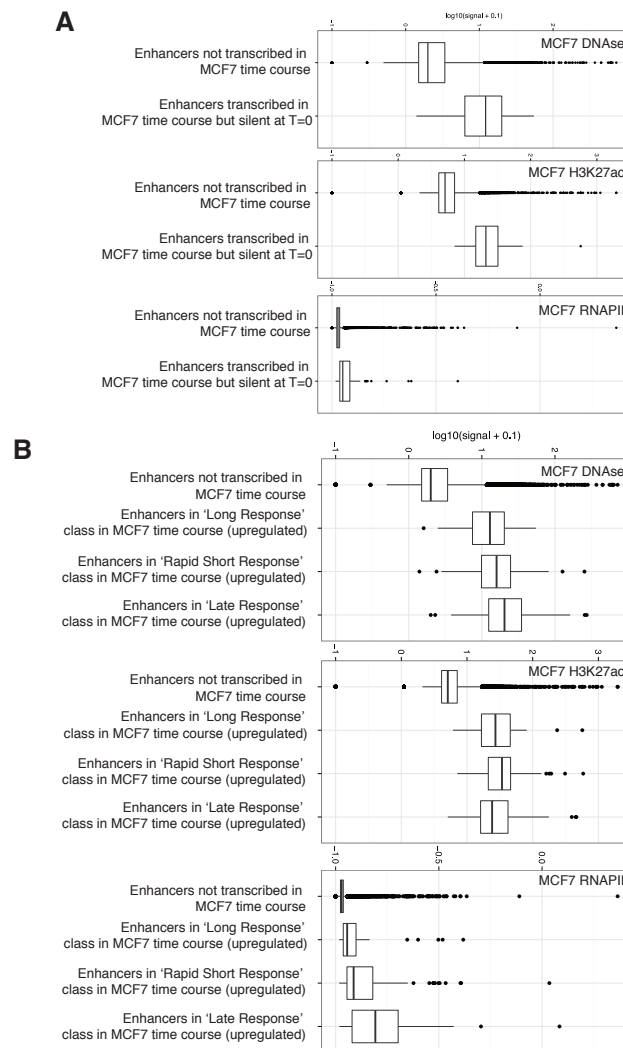 A
log10(signal + 0.1)
-1 0 1 2
MCF7 DNAse
Enhancers not transcribed in
MCF7 time course
Enhancers transcribed in
MCF7 time course but silent at T=0
-1 0 1 2 3
MCF7 H3K27ac
Enhancers not transcribed in
MCF7 time course
Enhancers transcribed in
MCF7 time course but silent at T=0
-1.0 -0.5 0.0
MCF7 RNAPII
Enhancers not transcribed in
MCF7 time course
Enhancers transcribed in
MCF7 time course but silent at T=0
B
log10(signal + 0.1)
-1 0 1 2
MCF7 DNAse
Enhancers not transcribed in
MCF7 time course
Enhancers in ‘Long Response’
class in MCF7 time course (upregulated)
Enhancers in ‘Rapid Short Response’
class in MCF7 time course (upregulated)
Enhancers in ‘Late Response’
class in MCF7 time course (upregulated)
-1 0 1 2 3
MCF7 H3K27ac
Enhancers not transcribed in
MCF7 time course
Enhancers in ‘Long Response’
class in MCF7 time course (upregulated)
Enhancers in ‘Rapid Short Response’
class in MCF7 time course (upregulated)
Enhancers in ‘Late Response’
class in MCF7 time course (upregulated)
-1.0 -0.5 0.0
MCF7 RNAPII
Enhancers not transcribed in
MCF7 time course
Enhancers in ‘Long Response’
class in MCF7 time course (upregulated)
Enhancers in ‘Rapid Short Response’
class in MCF7 time course (upregulated)
Enhancers in ‘Late Response’
class in MCF7 time course (upregulated)